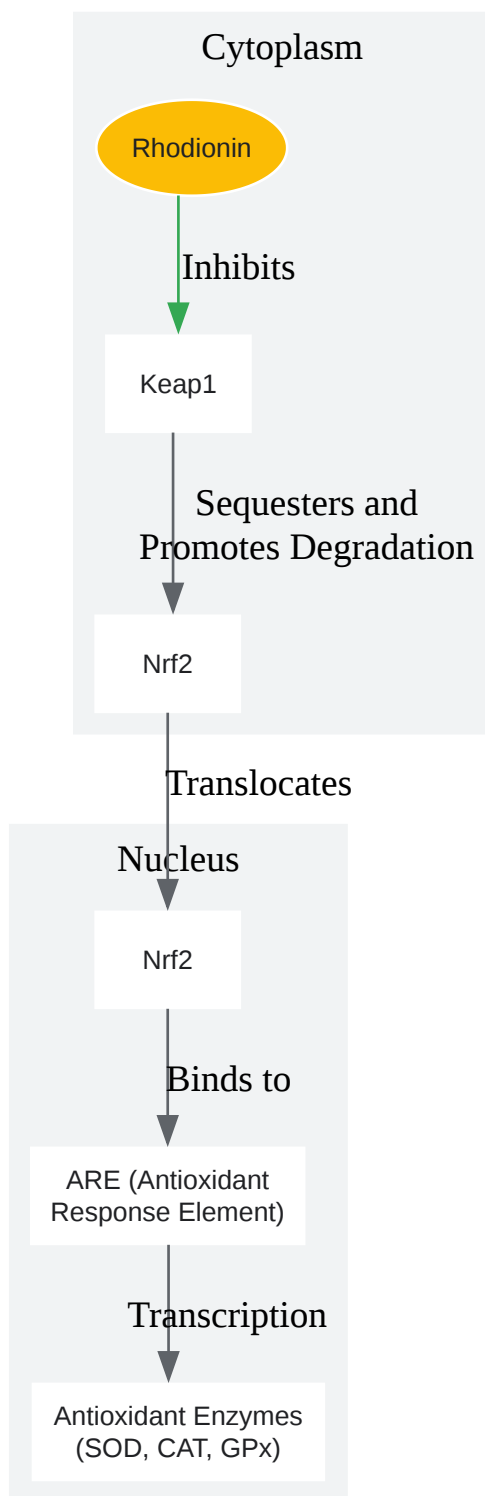 Cytoplasm
Rhodionin
Inhibits
Keap1
Sequesters and
Promotes Degradation
Nrf2
Translocates
Nucleus
Nrf2
Binds to
ARE (Antioxidant
Response Element)
Transcription
Antioxidant Enzymes
(SOD, CAT, GPx)